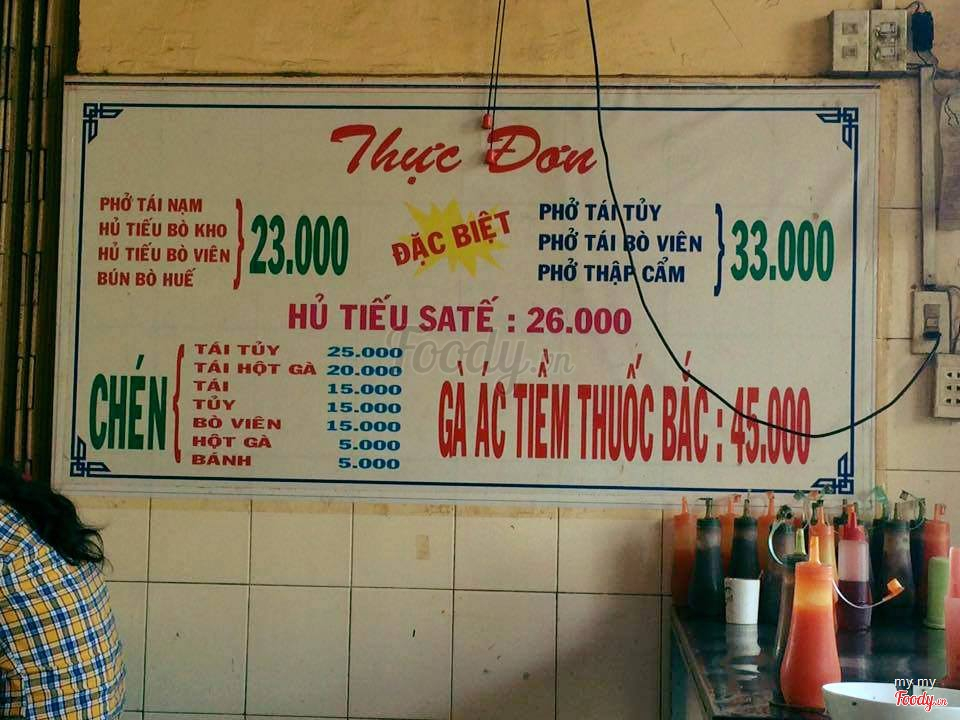 Thực Đơn
PHỞ TÁI NẠM
HỦ TIẾU BÒ KHO
HỦ TIẾU BÒ VIÊN
BÚN BÒ HUẾ
23.000
ĐẶC BIỆT
PHỞ TÁI TỦY
PHỞ TÁI BÒ VIÊN
PHỞ THẬP CẨM
33.000
HỦ TIẾU SATẾ : 26.000
CHÉN
TÁI TỦY 25.000
TÁI HỘT GÀ 20.000
TÁI 15.000
TỦY 15.000
BÒ VIÊN 15.000
HỘT GÀ 5.000
BÁNH 5.000
GÀ ÁC TIỀM THUỐC BẮC : 45.000
Foody.vn
my my
Foody.vn